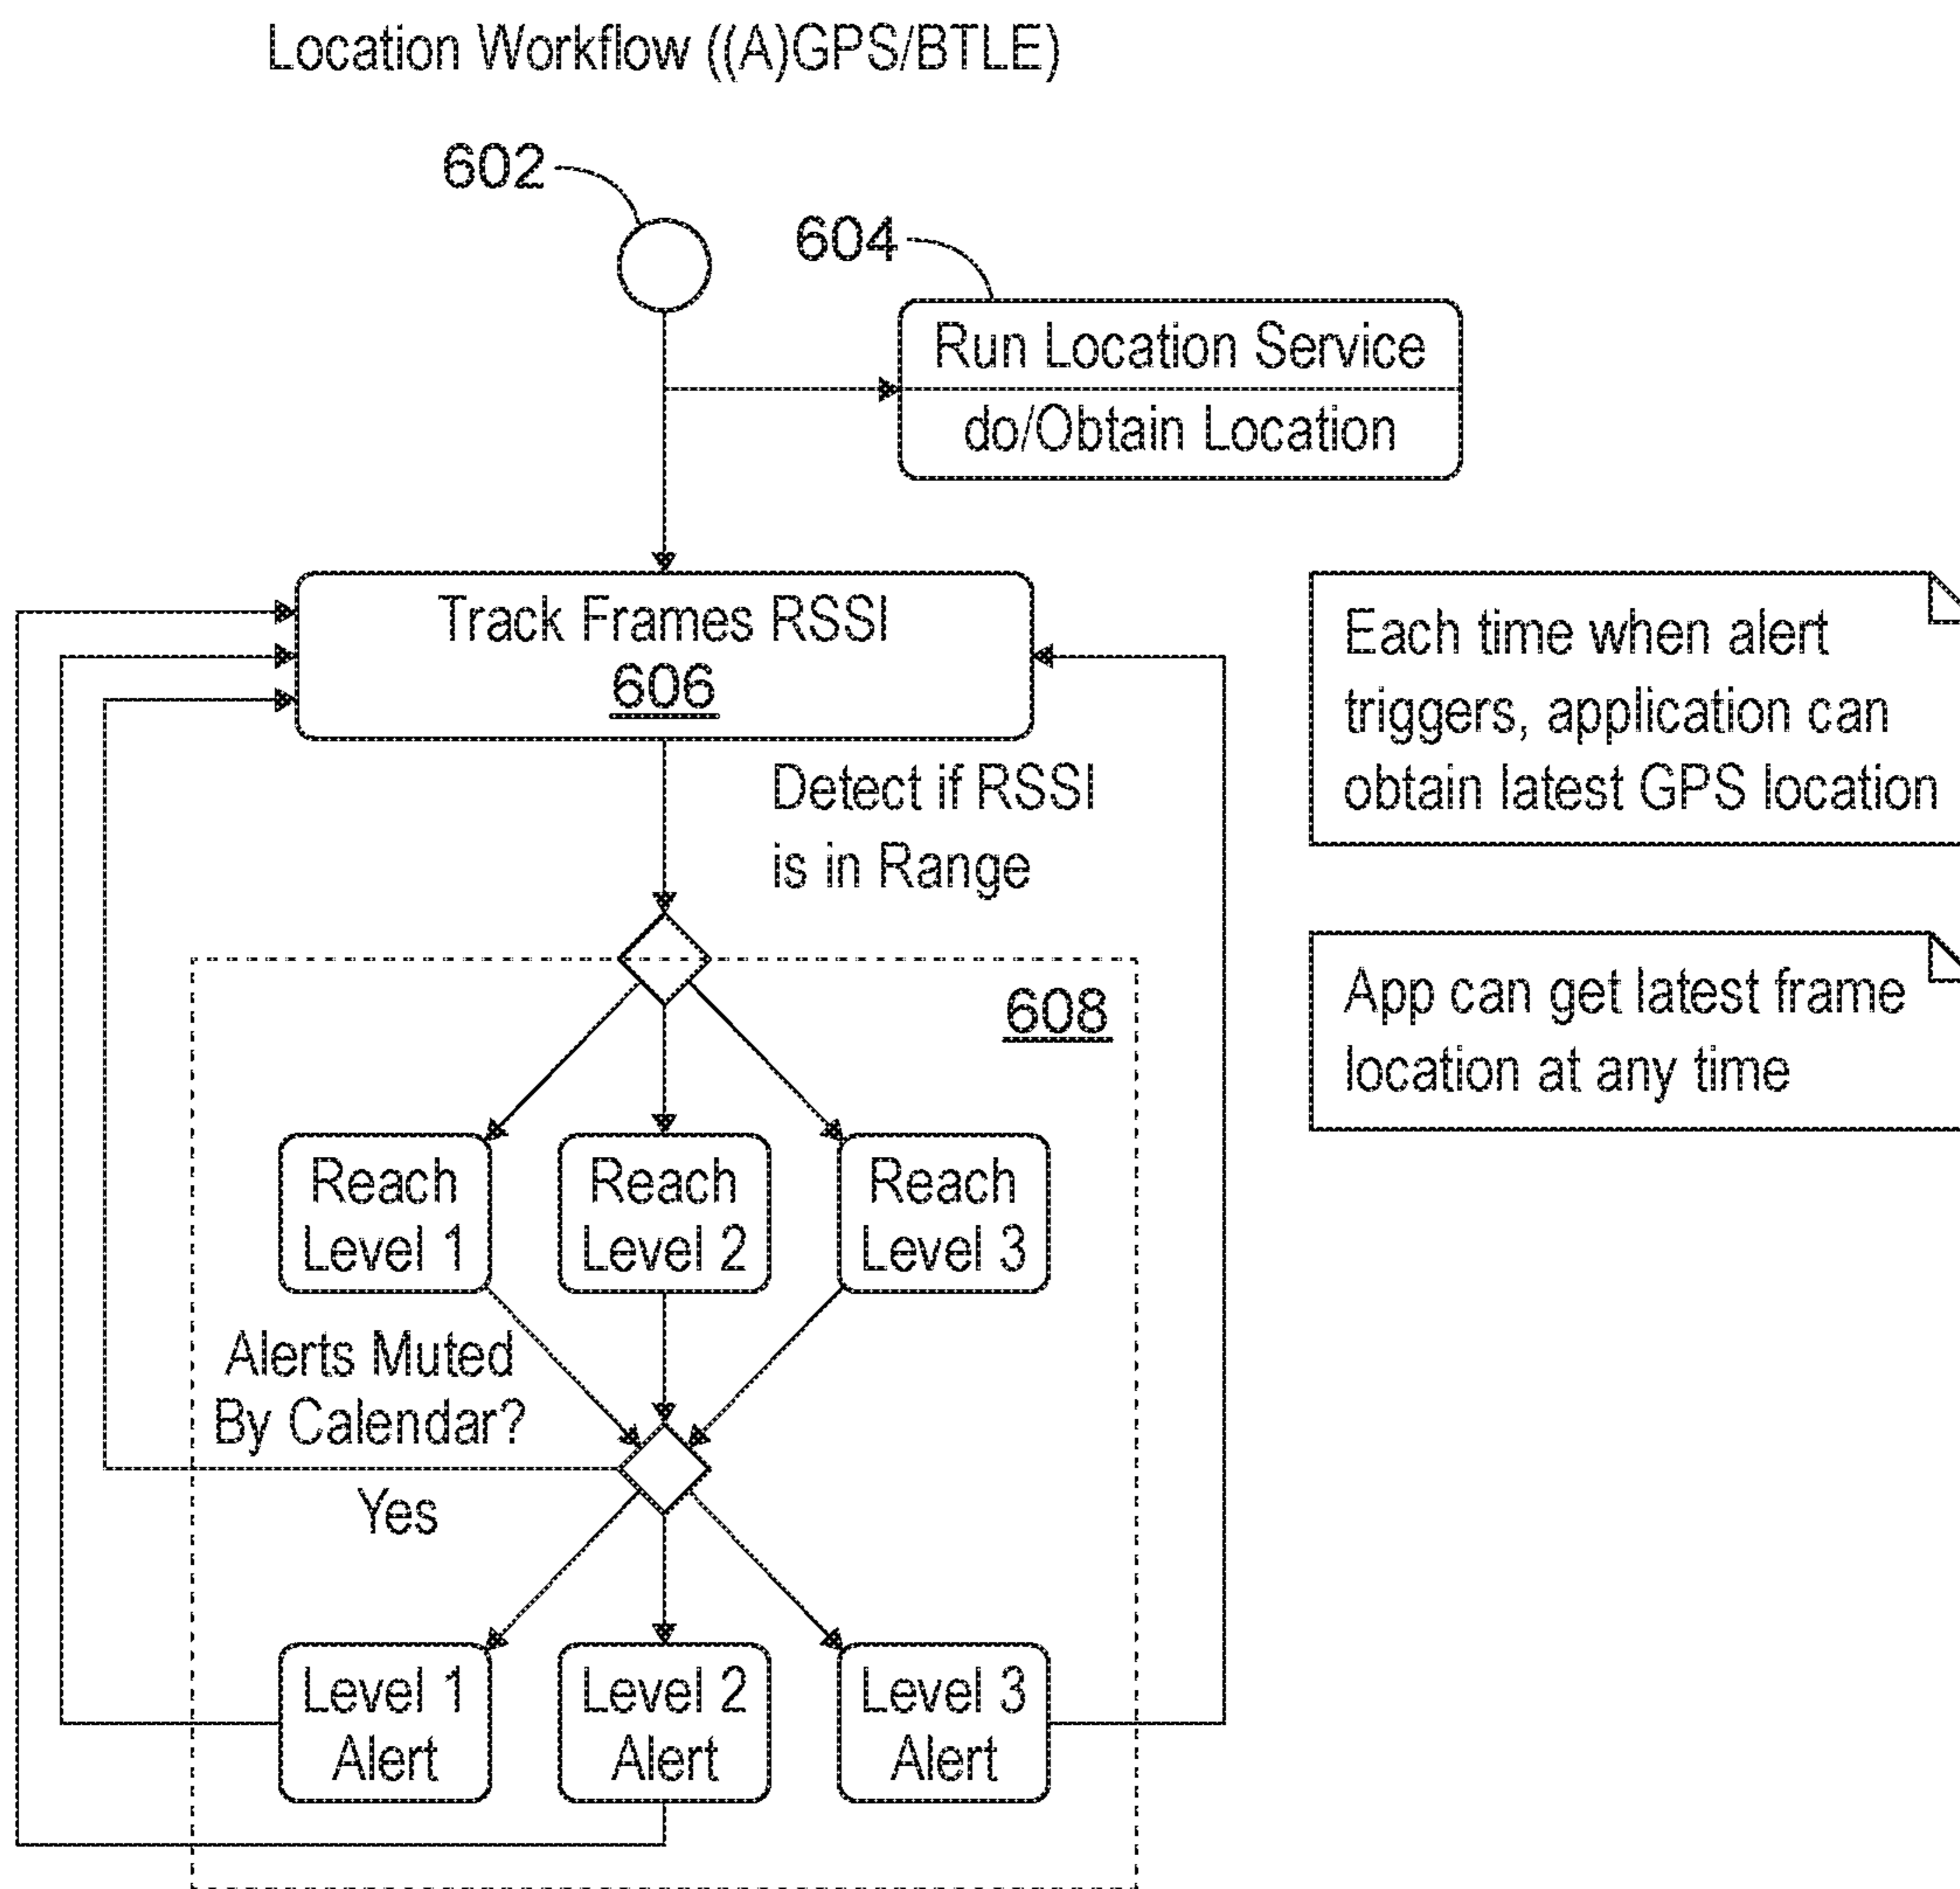 Location Workflow ((A)GPS/BTLE)
602
604
Run Location Service
do/Obtain Location
Track Frames RSSI
606
Each time when alert
triggers, application can
obtain latest GPS location
Detect if RSSI
is in Range
App can get latest frame
location at any time
608
Reach
Level 1
Reach
Level 2
Reach
Level 3
Alerts Muted
By Calendar?
Yes
Level 1
Alert
Level 2
Alert
Level 3
Alert